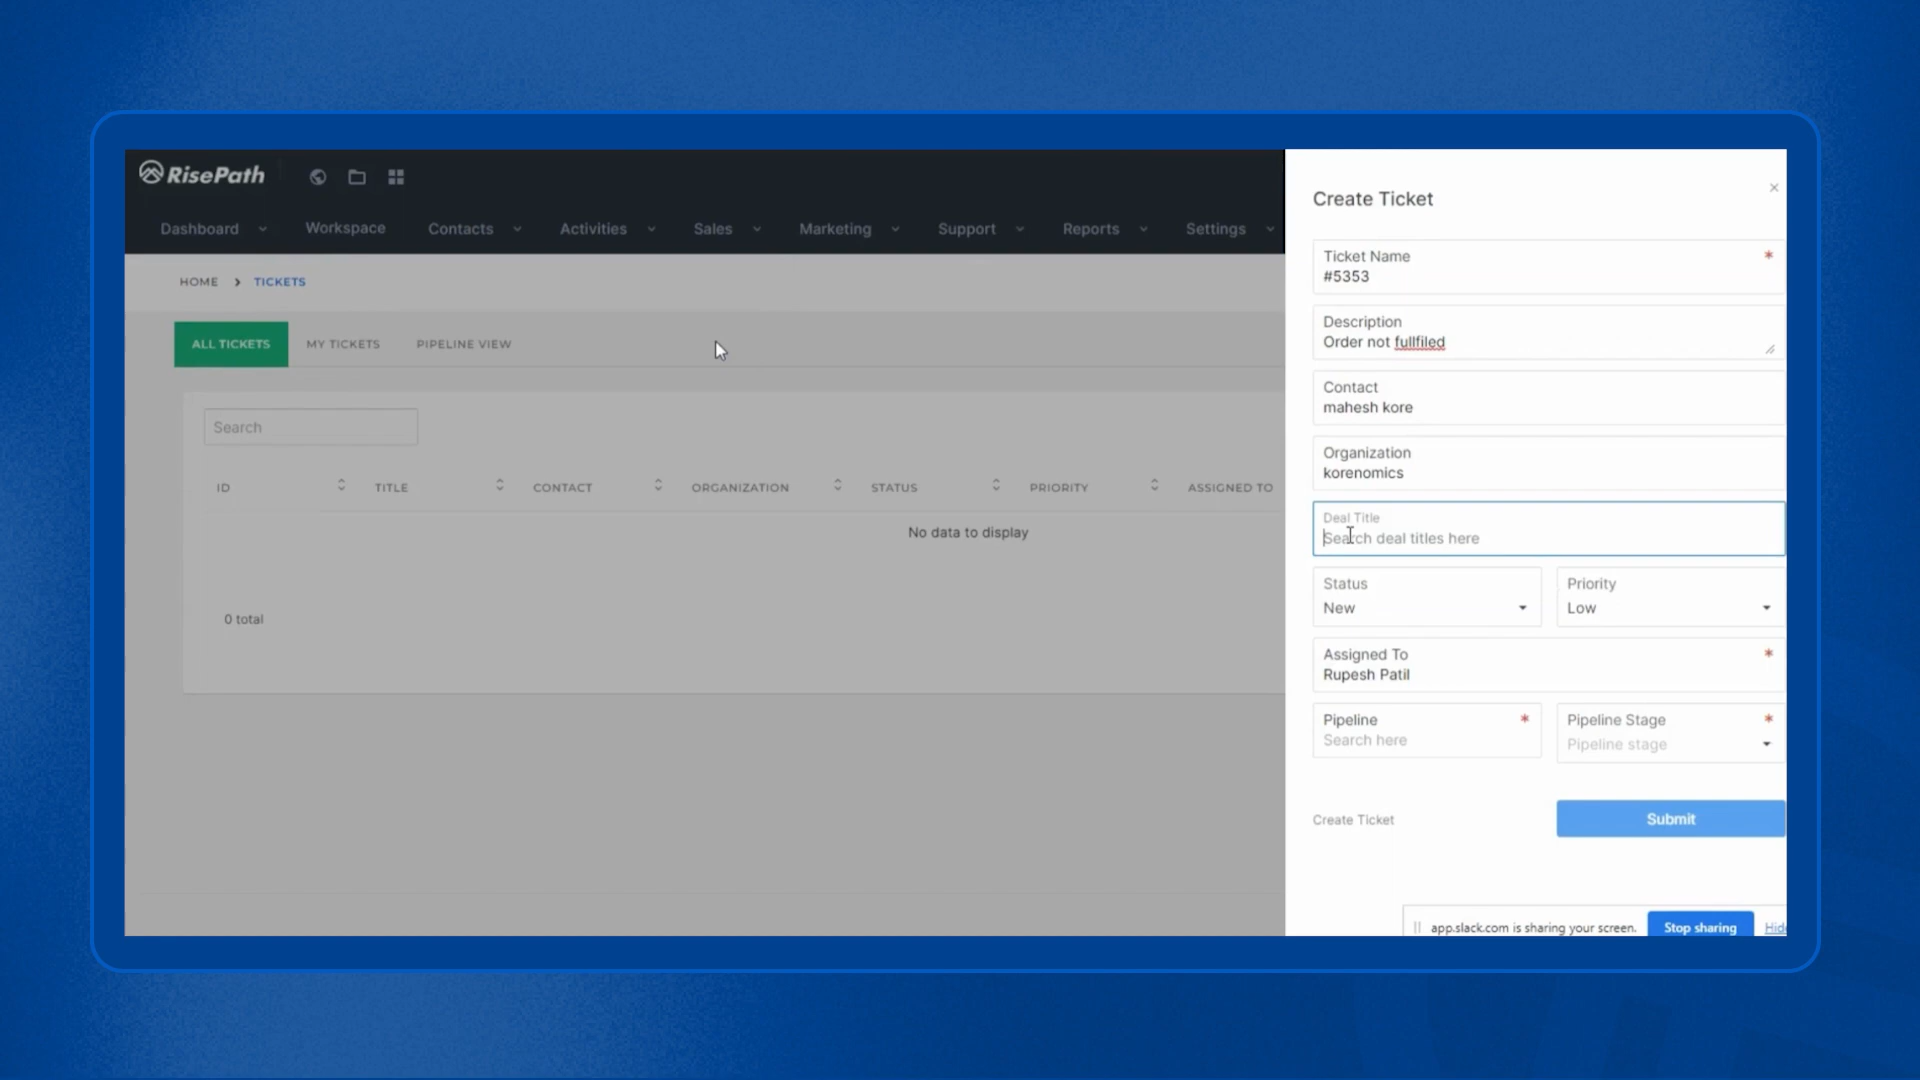 RisePath
Dashboard Workspace Contacts Activities Sales Marketing Support Reports Settings
HOME > TICKETS
ALL TICKETS MY TICKETS PIPELINE VIEW
Search
ID TITLE CONTACT ORGANIZATION STATUS PRIORITY ASSIGNED TO
No data to display
0 total
Create Ticket
×
Ticket Name *
#5353
Description
Order not fullfiled
Contact
mahesh kore
Organization
korenomics
Deal Title
Search deal titles here
Status Priority
New Low
Assigned To *
Rupesh Patil
Pipeline * Pipeline Stage *
Search here Pipeline stage
Create Ticket Submit
app.slack.com is sharing your screen. Stop sharing Hide